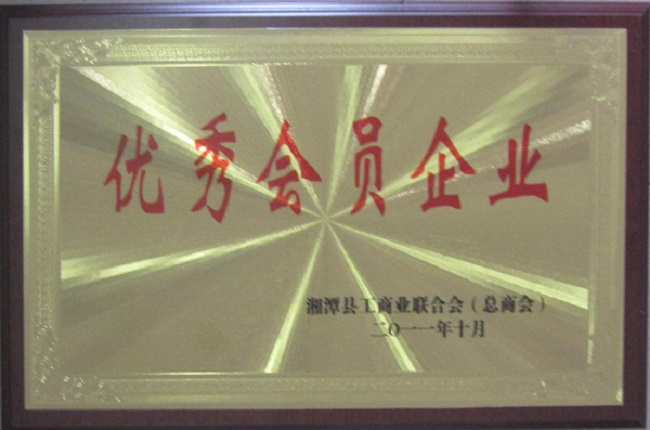 优秀会员企业
湘潭县工商业联合会（总商会）
二〇一一年十月